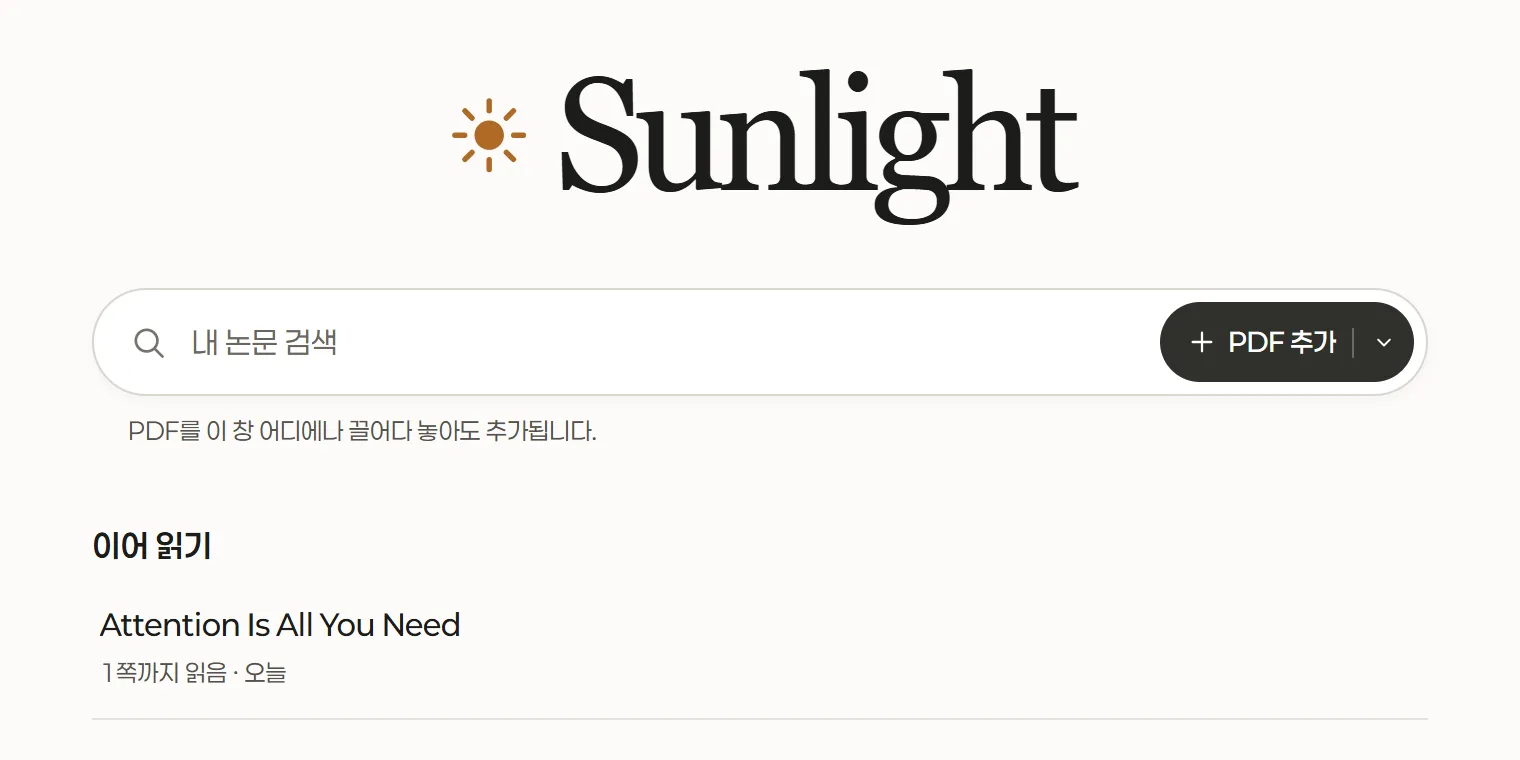 Sunlight
내 논문 검색
PDF 추가
PDF를 이 창 어디에나 끌어다 놓아도 추가됩니다.
이어 읽기
Attention Is All You Need
1쪽까지 읽음 · 오늘